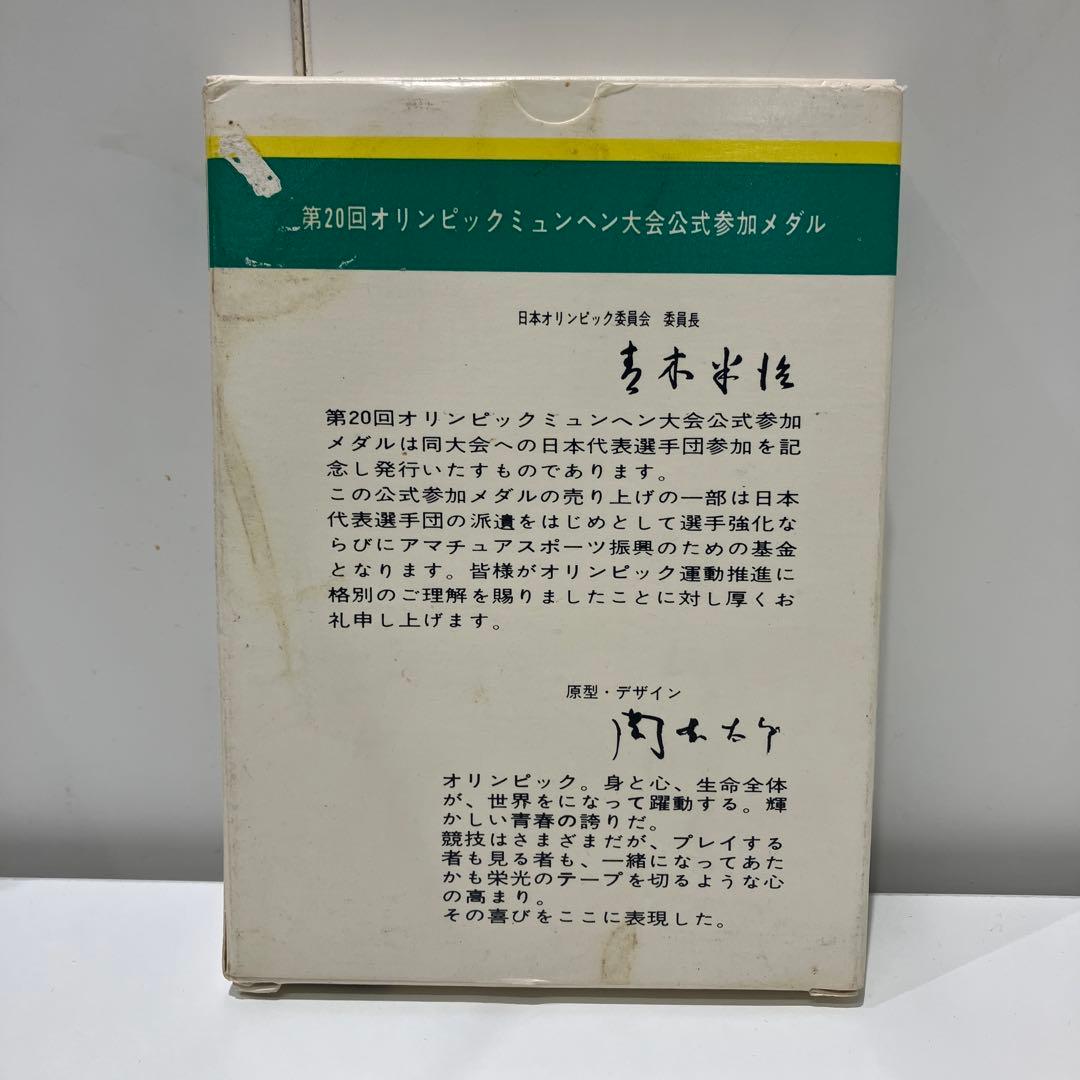 第20回オリンピックミュンヘン大会公式参加メダル
日本オリンピック委員会 委員長
青木半治
第20回オリンピックミュンヘン大会公式参加
メダルは同大会への日本代表選手団参加を記
念し発行いたすものであります。
この公式参加メダルの売り上げの一部は日本
代表選手団の派遣をはじめとして選手強化な
らびにアマチュアスポーツ振興のための基金
となります。皆様がオリンピック運動推進に
格別のご理解を賜りましたことに対し厚くお
礼申し上げます。
原型・デザイン
岡本太郎
オリンピック。身と心、生命全体
が、世界をになって躍動する。輝
かしい青春の誇りだ。
競技はさまざまだが、プレイする
者も見る者も、一緒になってあた
かも栄光のテープを切るような心
の高まり。
その喜びをここに表現した。